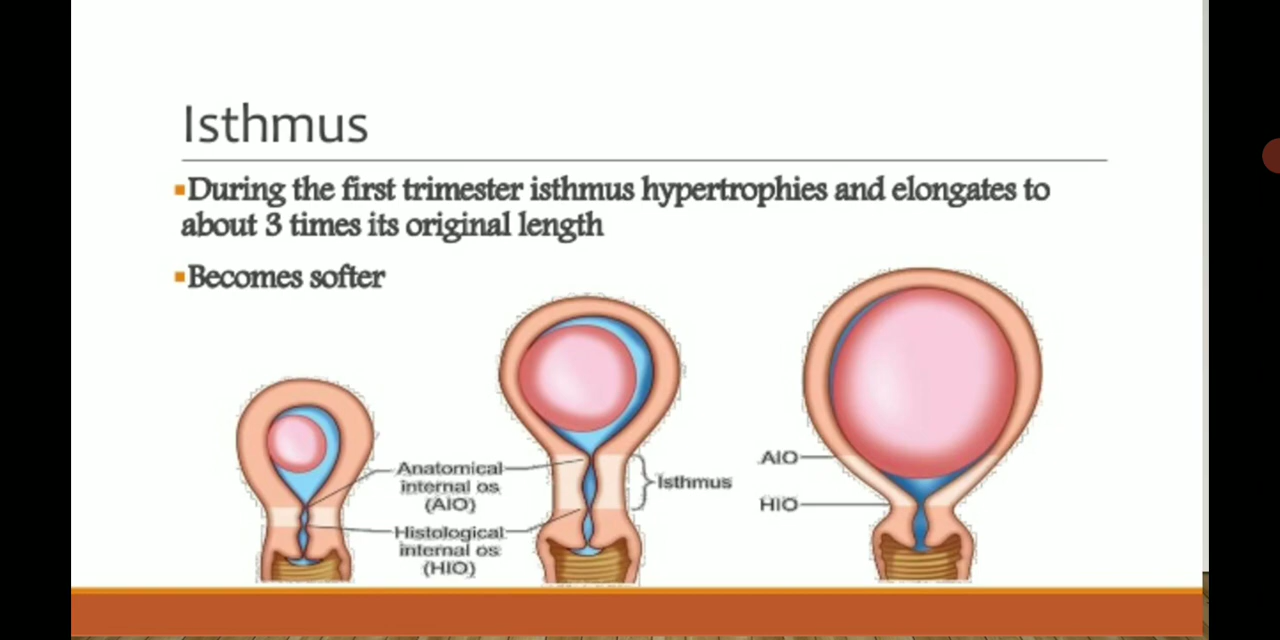 Isthmus
▪During the first trimester isthmus hypertrophies and elongates to
about 3 times its original length
▪Becomes softer
Anatomical
internal os
(AIO)
Histological
internal os
(HIO)
Isthmus
AIO
HIO